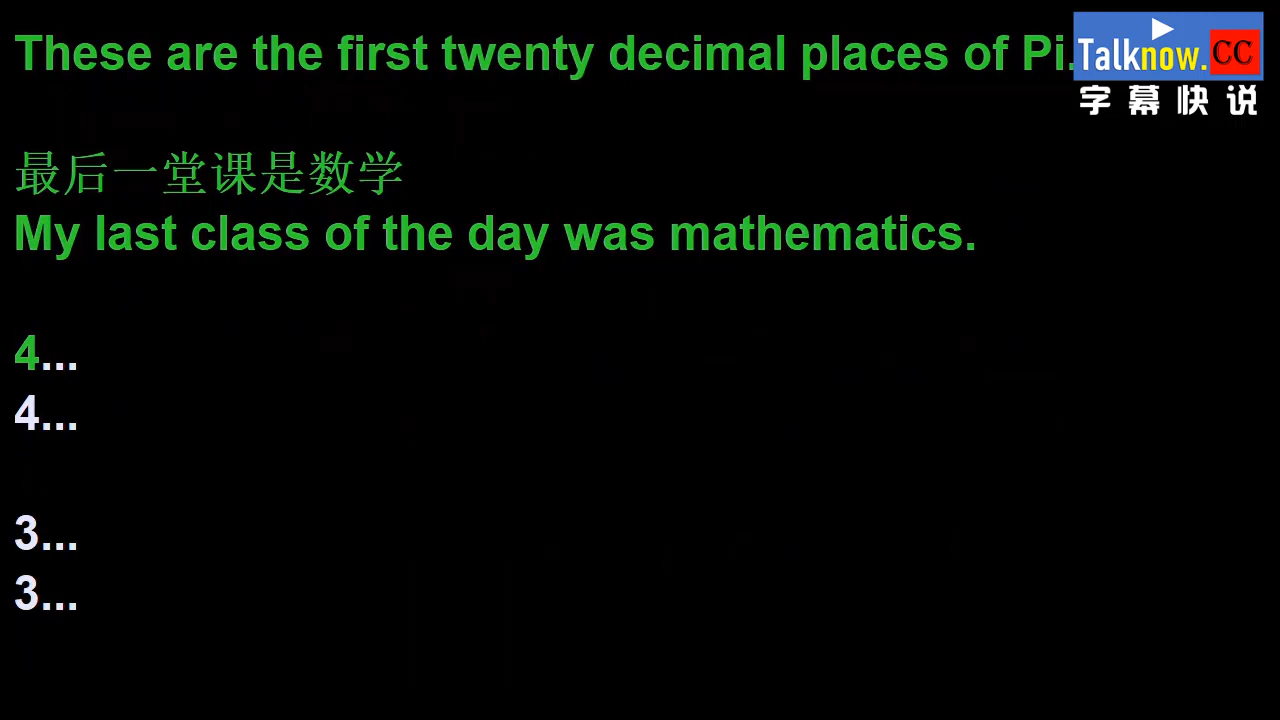 These are the first twenty decimal places of Pi.
Talknow.CC
字幕快说
最后一堂课是数学
My last class of the day was mathematics.
4...
4...
3...
3...